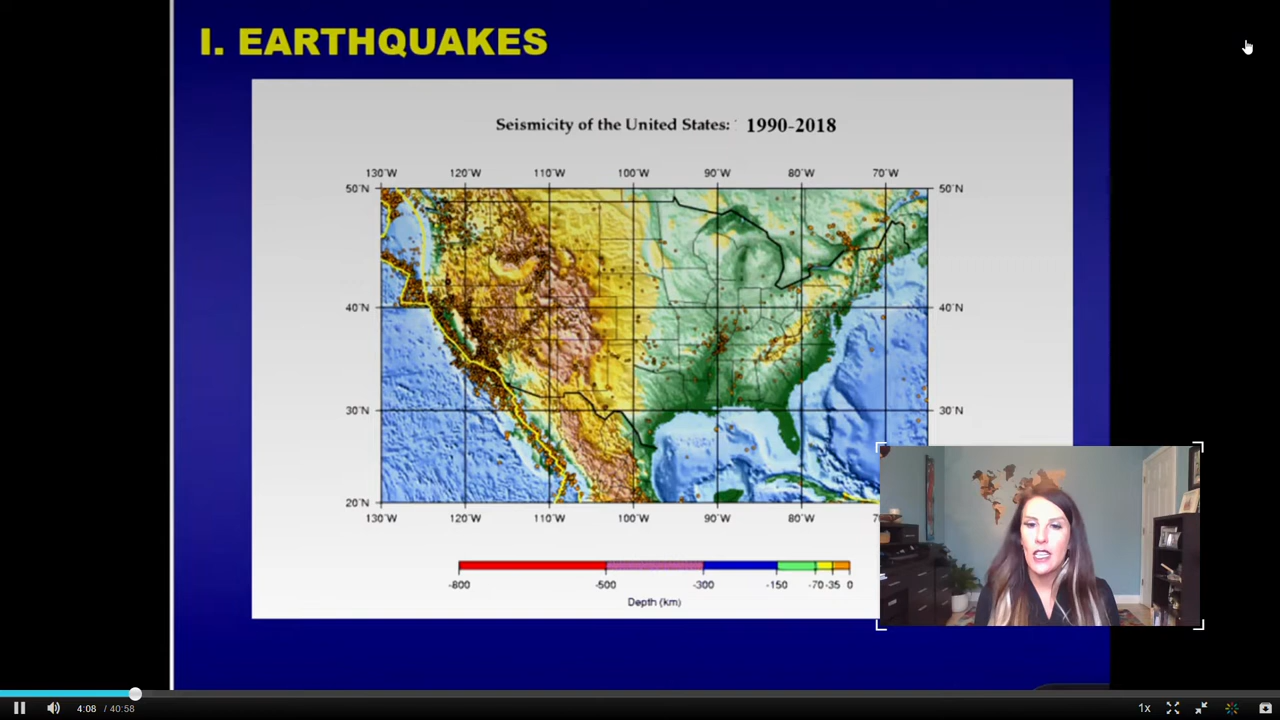 I. EARTHQUAKES
Seismicity of the United States: 1990-2018
130°W 120°W 110°W 100°W 90°W 80°W 70°W
50°N 50°N
40°N 40°N
30°N 30°N
20°N
130°W 120°W 110°W 100°W 90°W 80°W
-800 -500 -300 -150 -70 -35 0
Depth (km)
4:08 / 40:58 1x